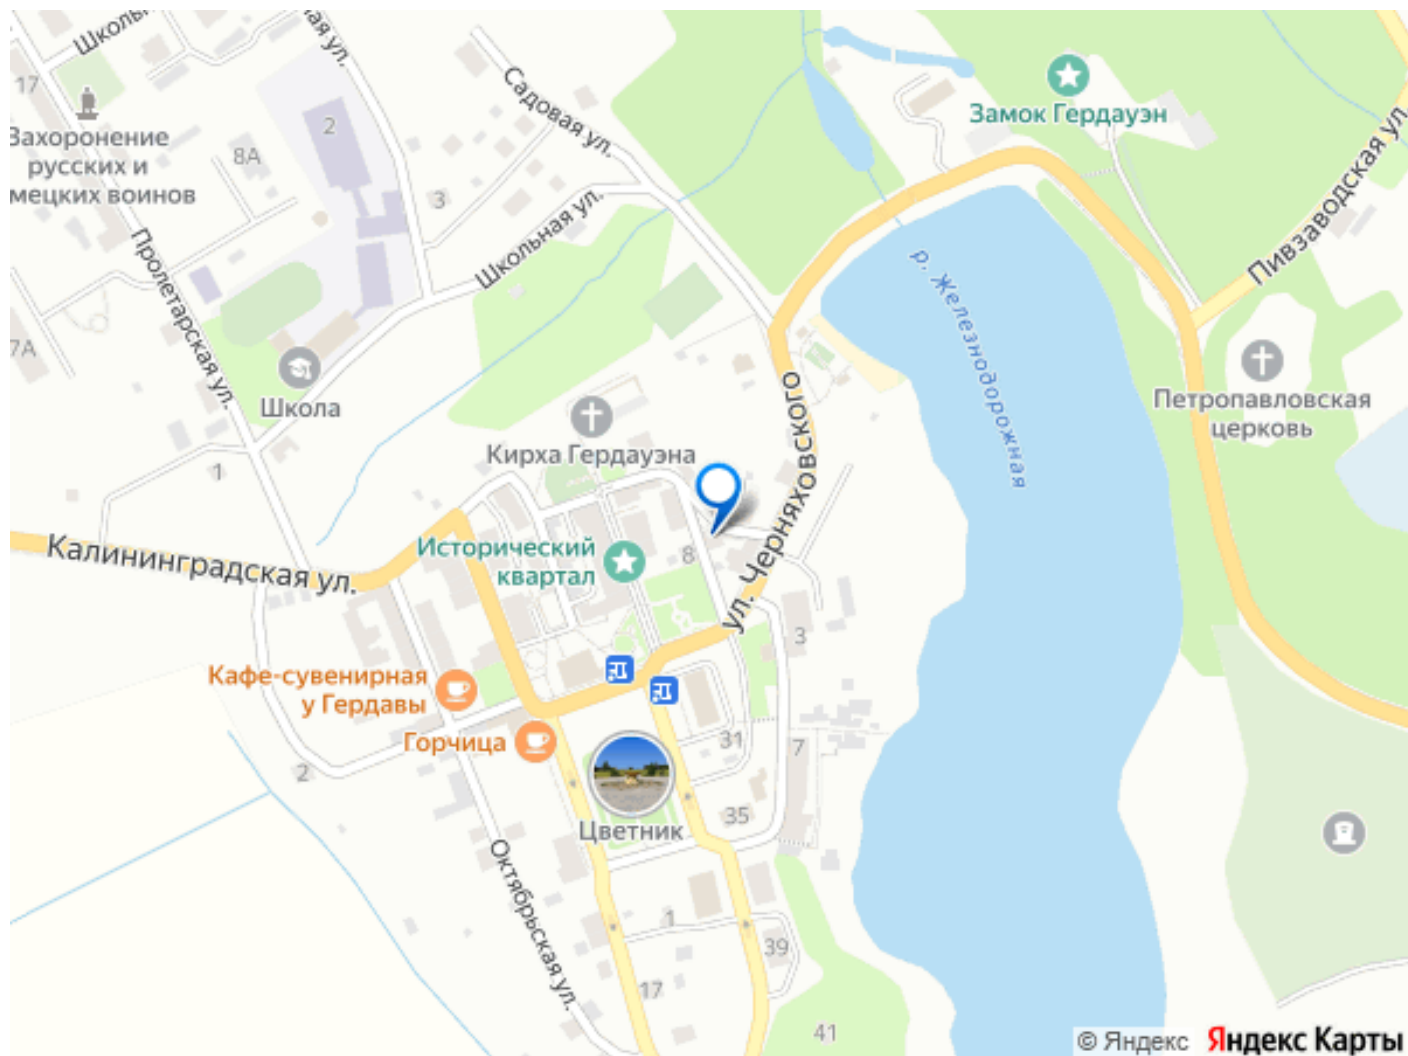 Школьн
ная ул.
17
Захоронение
русских и
мецких воинов
2
8А
3
Садовая ул.
Замок Гердауэн
Пивзаводская ул.
Школьная ул.
Пролетарская ул.
7А
Школа
1
р. Железнодорожная
Петропавловская
церковь
Кирха Гердауэна
Калининградская ул.
Исторический
квартал
8
ул. Черняховского
3
Кафе-сувенирная
у Гердавы
Горчица
2
31
7
35
Цветник
Октябрьская ул.
1
39
17
41
© Яндекс Яндекс Карты